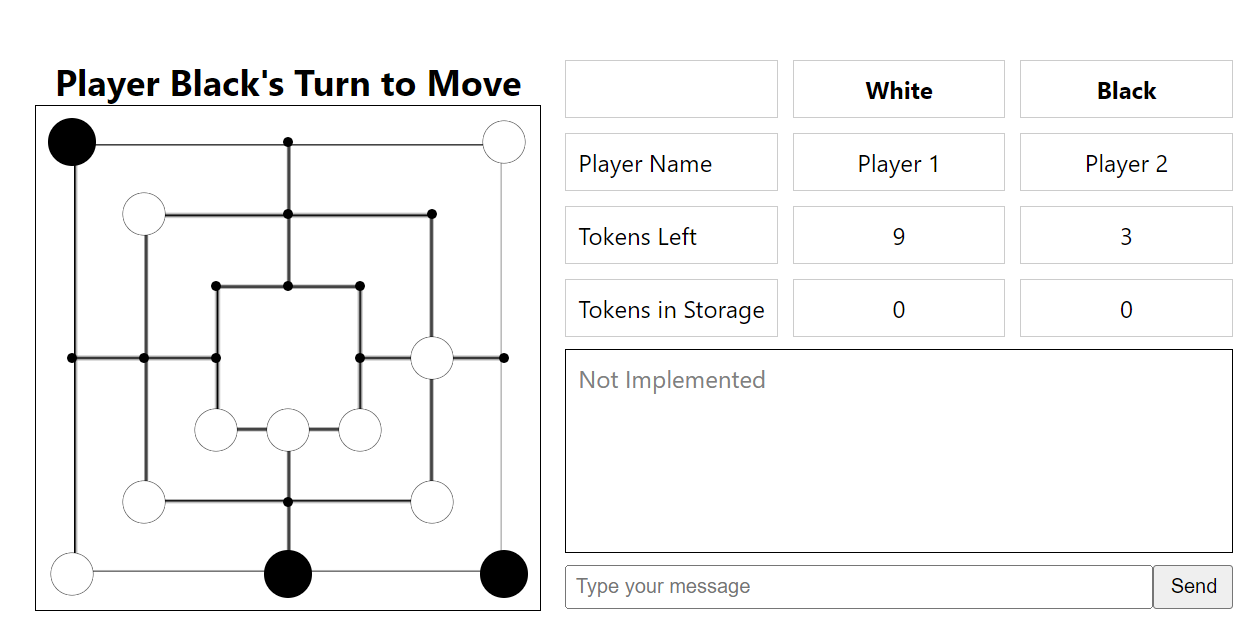 Player Black's Turn to Move
White Black
Player Name Player 1 Player 2
Tokens Left 9 3
Tokens in Storage 0 0
Not Implemented
Type your message Send